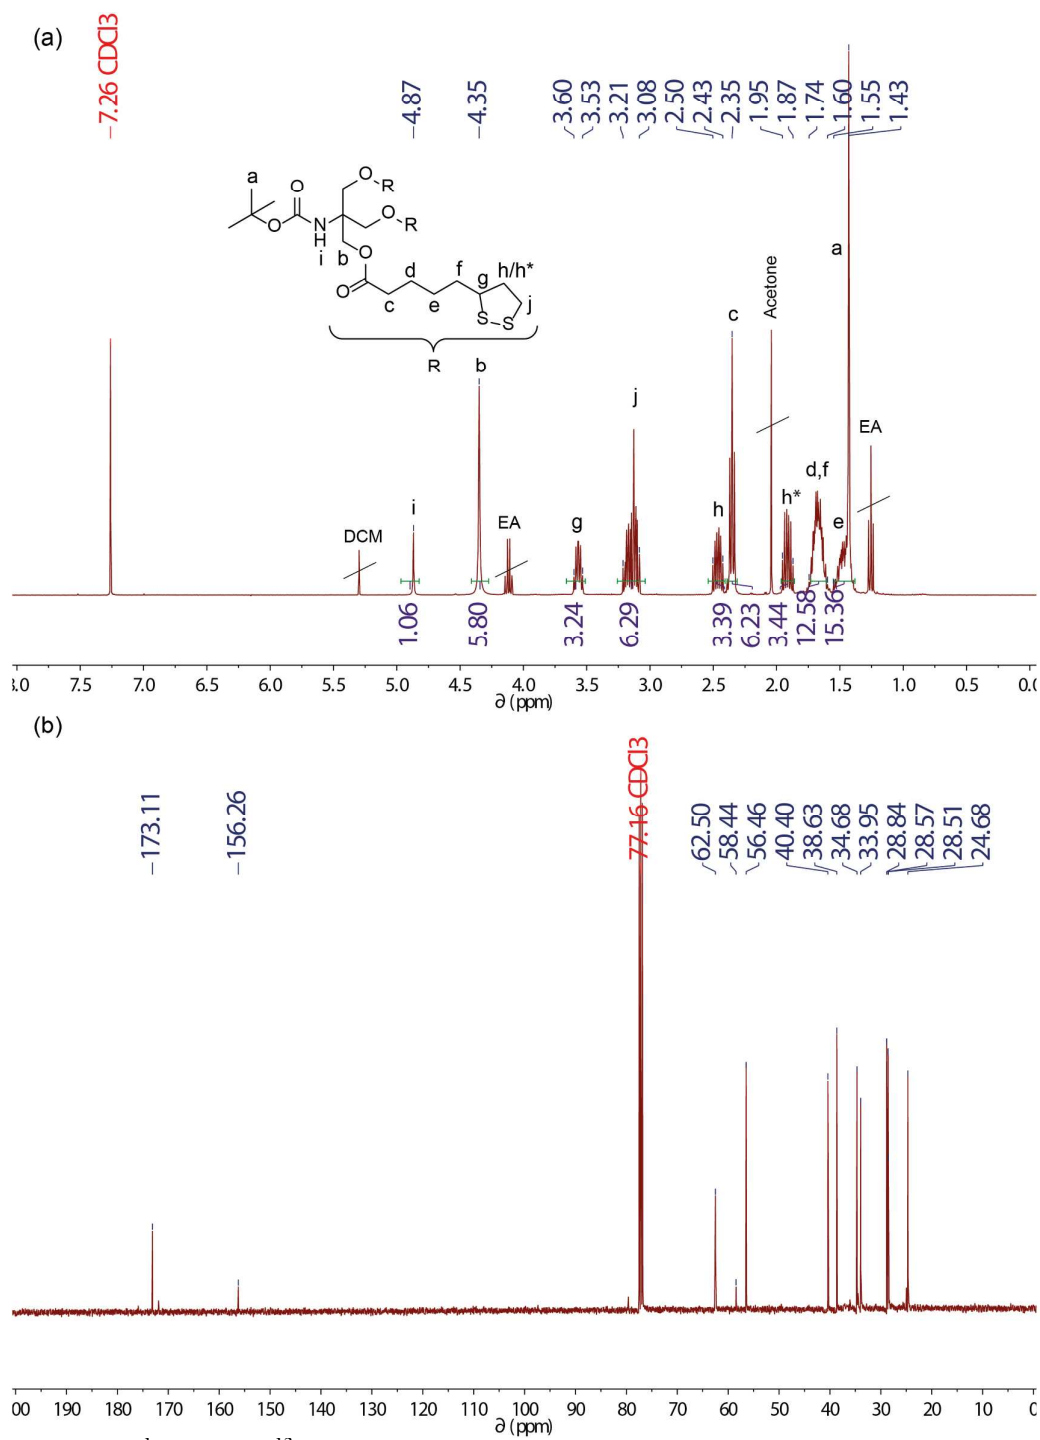 (a)
7.26 CDCl3
4.87
4.35
3.60
3.53
3.21
3.08
2.50
2.43
2.35
1.95
1.87
1.74
1.60
1.55
1.43
a
O
O
N
H
i
b
O
R
O
R
O
O
c
d
e
f
g
h/h*
j
S
S
R
a
Acetone
c
b
j
EA
d,f
h*
h
e
i
DCM
EA
g
1.06
5.80
3.24
6.29
3.39
6.23
3.44
12.58
15.36
8.0 7.5 7.0 6.5 6.0 5.5 5.0 4.5 4.0 3.5 3.0 2.5 2.0 1.5 1.0 0.5 0.0
∂ (ppm)
(b)
173.11
156.26
77.16 CDCl3
62.50
58.44
56.46
40.40
38.63
34.68
33.95
28.84
28.57
28.51
24.68
00 190 180 170 160 150 140 130 120 110 100 90 80 70 60 50 40 30 20 10 0
∂ (ppm)